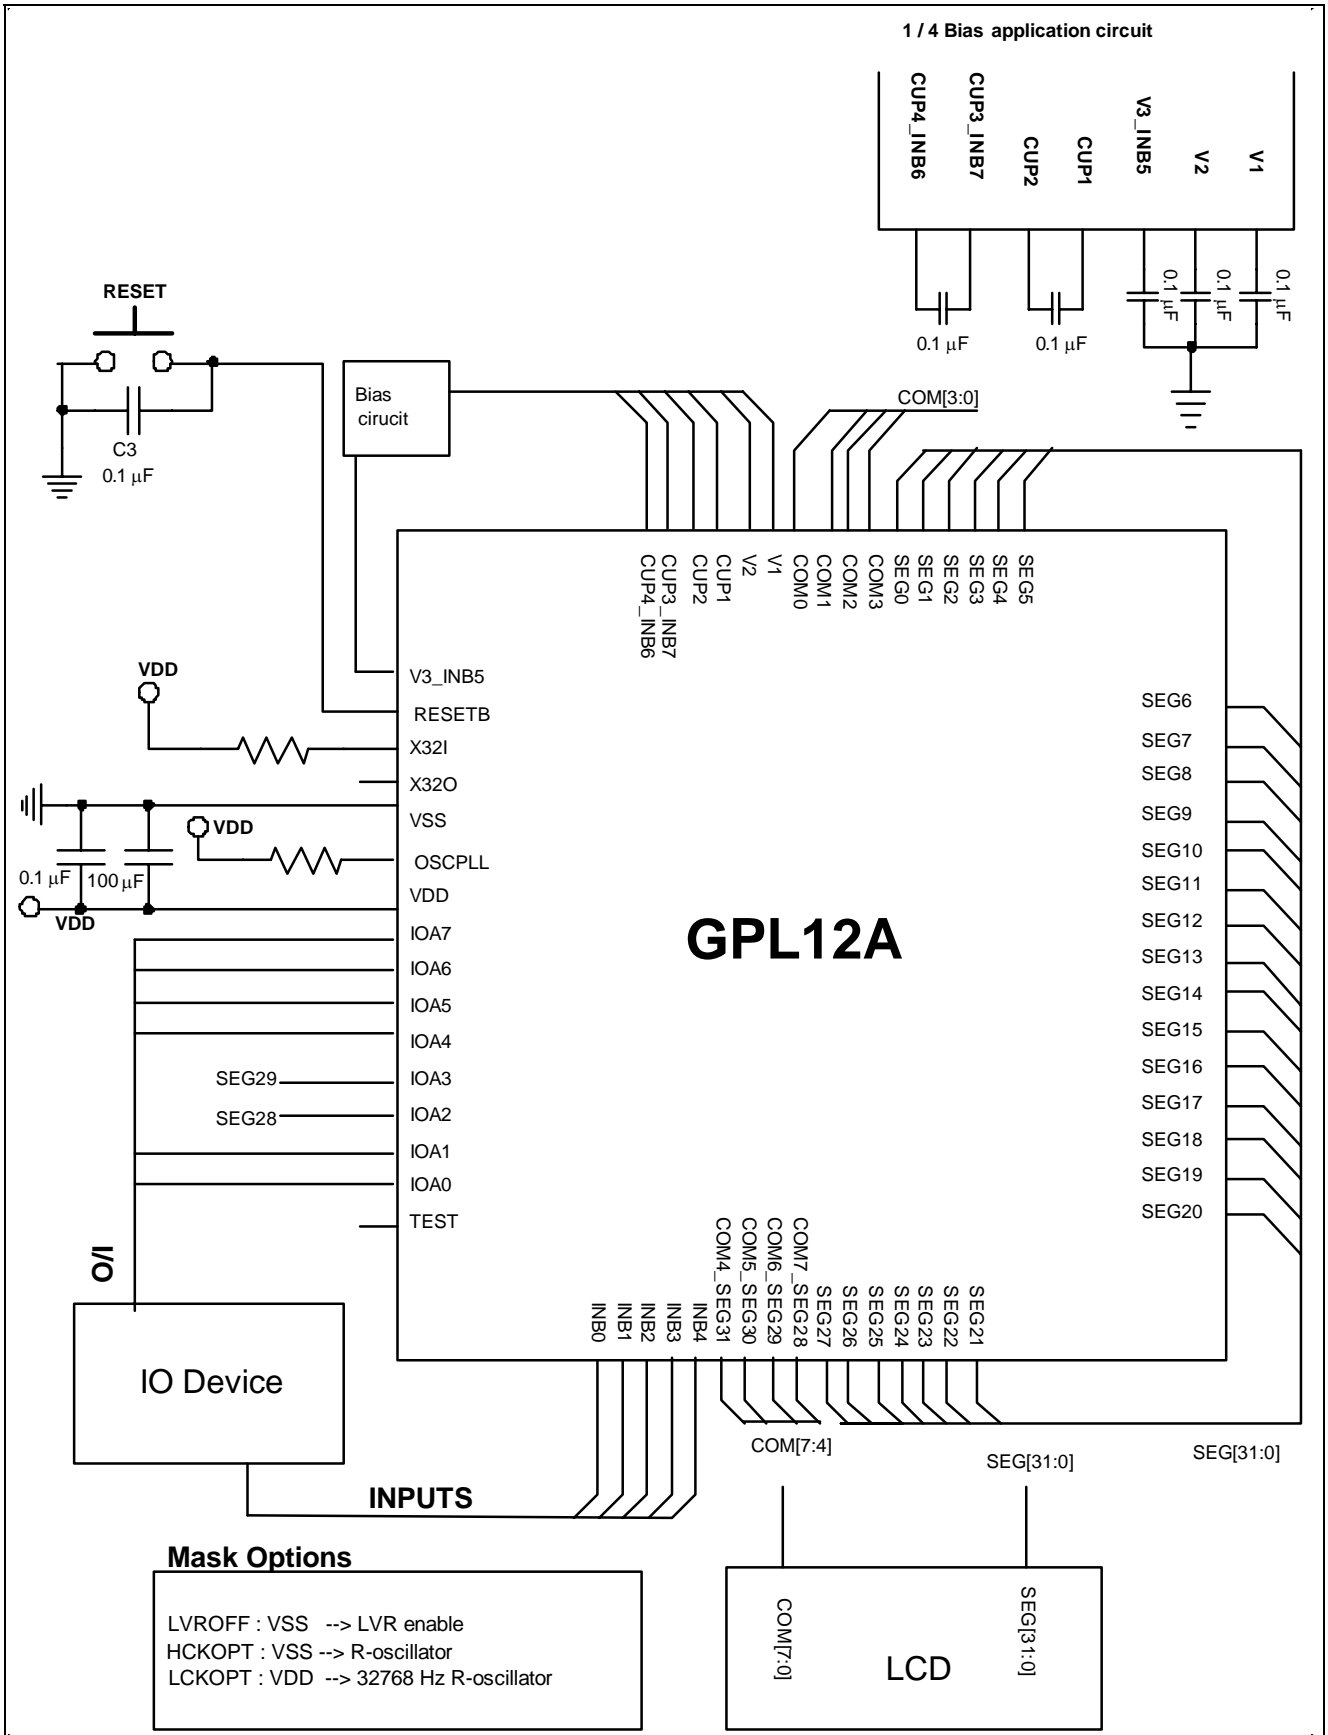 1 / 4 Bias application circuit
CUP4_INB6
CUP3_INB7
CUP2
CUP1
V3_INB5
V2
V1
0.1 μF
0.1 μF
0.1 μF
0.1 μF
0.1 μF
RESET
C3
0.1 μF
Bias
cirucit
COM[3:0]
CUP4_INB6
CUP3_INB7
CUP2
CUP1
V2
V1
COM0
COM1
COM2
COM3
SEG0
SEG1
SEG2
SEG3
SEG4
SEG5
V3_INB5
RESETB
X32I
X32O
VSS
OSCPLL
VDD
IOA7
IOA6
IOA5
IOA4
IOA3
IOA2
IOA1
IOA0
TEST
VDD
VDD
0.1 μF
100 μF
VDD
SEG29
SEG28
GPL12A
SEG6
SEG7
SEG8
SEG9
SEG10
SEG11
SEG12
SEG13
SEG14
SEG15
SEG16
SEG17
SEG18
SEG19
SEG20
I/O
IO Device
INB0
INB1
INB2
INB3
INB4
COM4_SEG31
COM5_SEG30
COM6_SEG29
COM7_SEG28
SEG27
SEG26
SEG25
SEG24
SEG23
SEG22
SEG21
COM[7:4]
SEG[31:0]
SEG[31:0]
INPUTS
Mask Options
LVROFF : VSS --> LVR enable
HCKOPT : VSS --> R-oscillator
LCKOPT : VDD --> 32768 Hz R-oscillator
COM[7:0]
SEG[31:0]
LCD